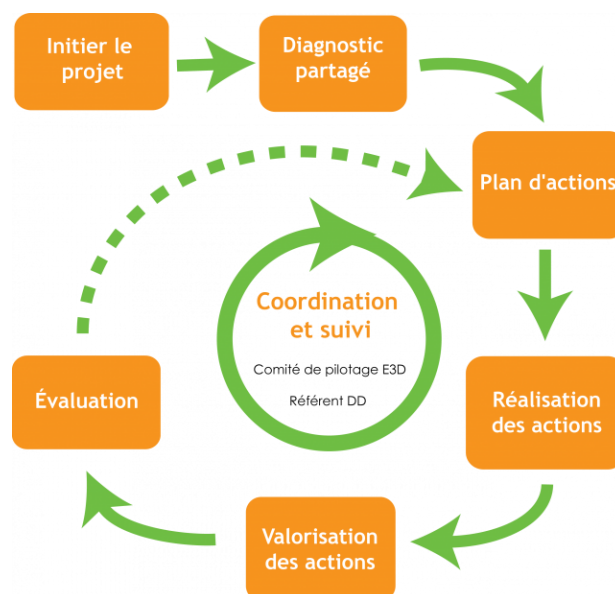 Initier le
projet
Diagnostic
partagé
Plan d'actions
Coordination
et suivi
Comité de pilotage E3D
Référent DD
Évaluation
Réalisation
des actions
Valorisation
des actions